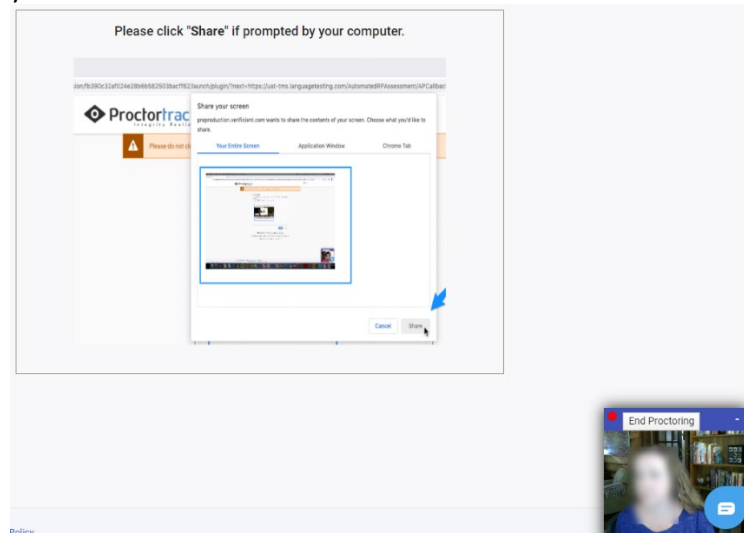 Please click "Share" if prompted by your computer.
Proctortrac
Share your screen
preproduction.verificient.com wants to share the contents of your screen. Choose what you'd like to
share.
Please do not
Your Entire Screen
Application Window
Chrome Tab
Cancel
Share
End Proctoring
Policy